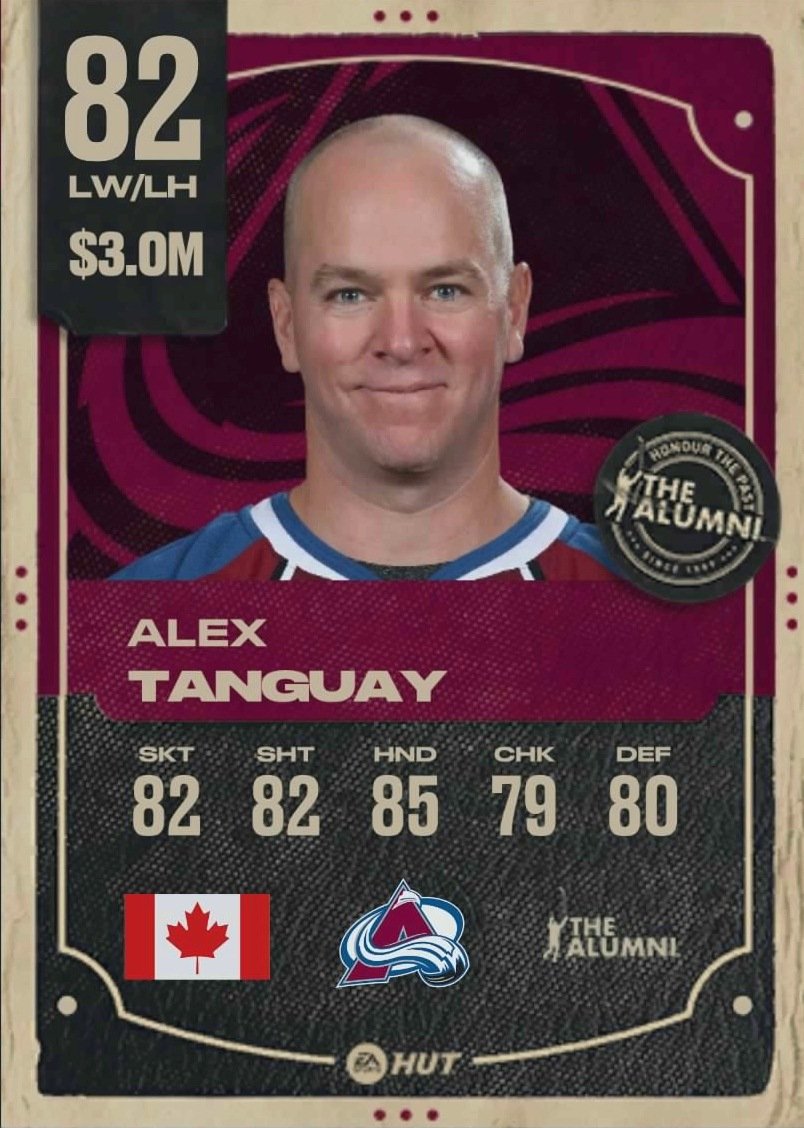 82
LW/LH
$3.0M
HONOUR THE PAST
THE
ALUMNI
ALEX
TANGUAY
SKT SHT HND CHK DEF
82 82 85 79 80
THE
ALUMNI
EA
HUT